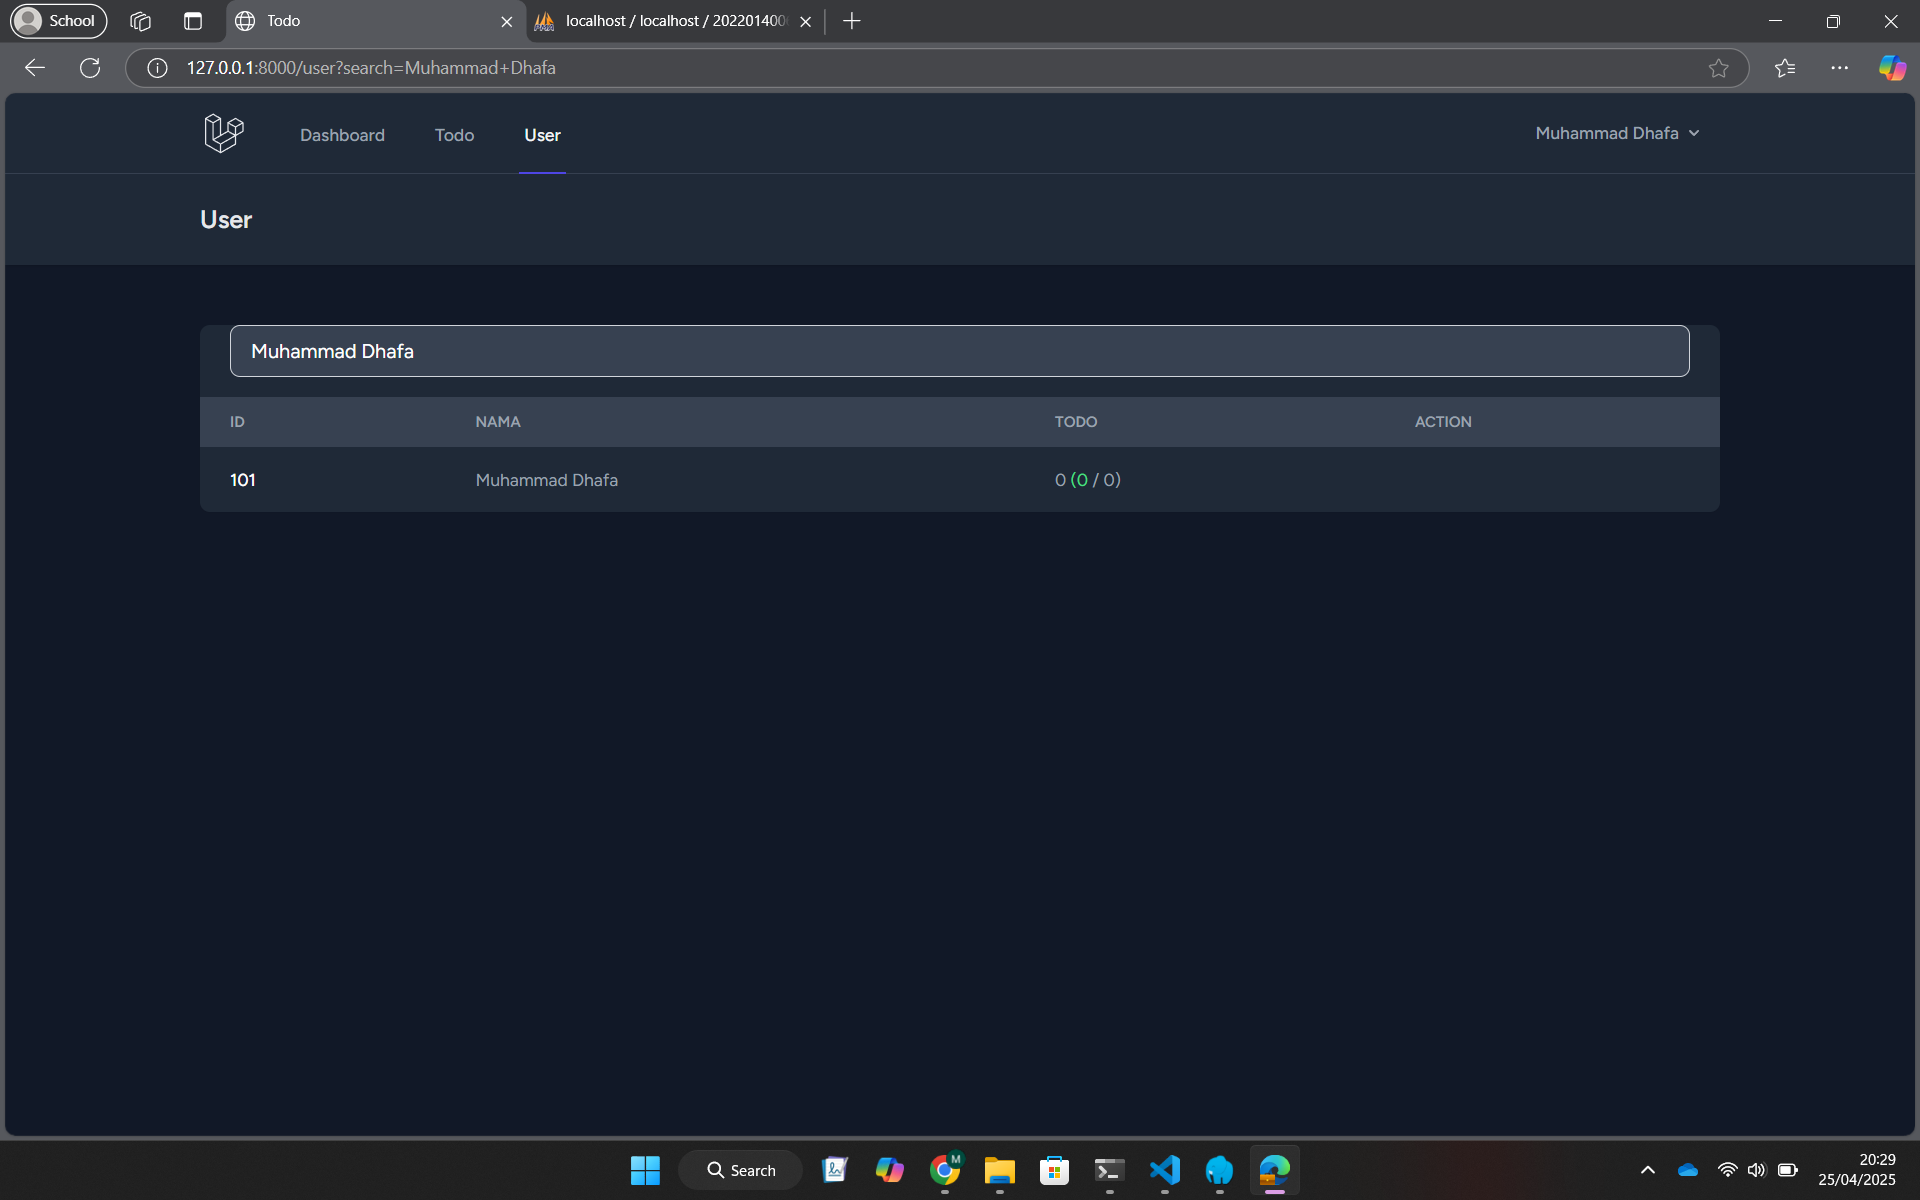 School
Todo
localhost / localhost / 2022014000
127.0.0.1:8000/user?search=Muhammad+Dhafa
Dashboard
Todo
User
Muhammad Dhafa
User
Muhammad Dhafa
ID NAMA TODO ACTION
101 Muhammad Dhafa 0 (0 / 0)
Search
M
20:29
25/04/2025